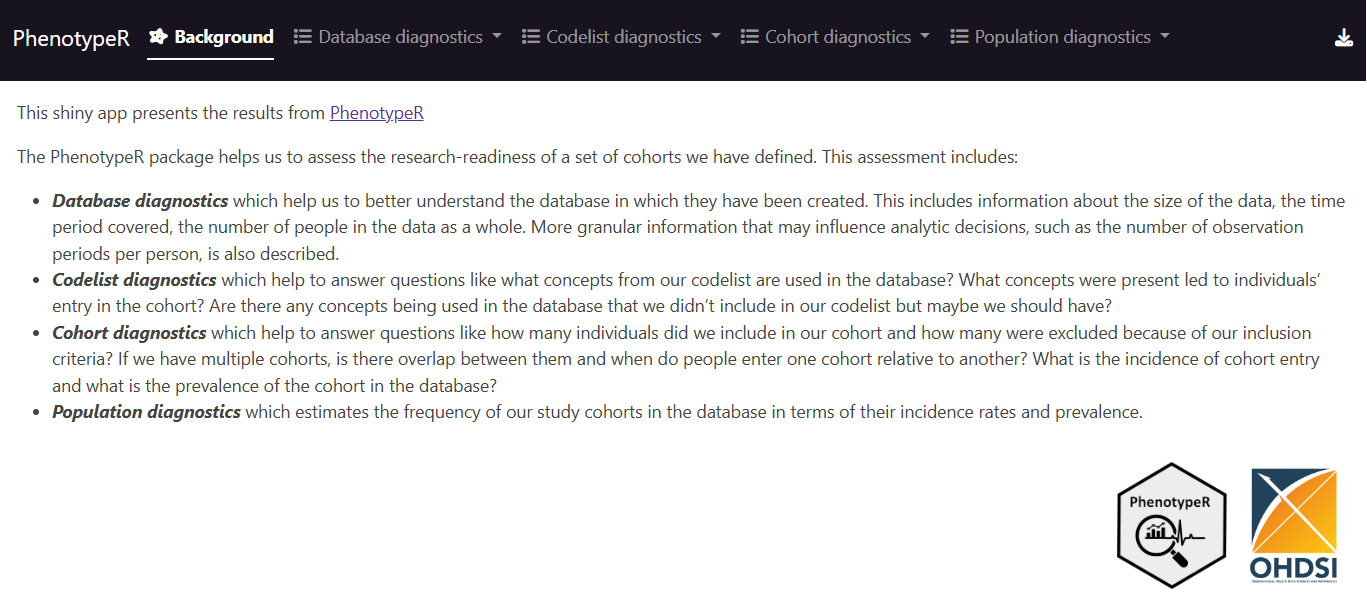 PhenotypeR Background Database diagnostics Codelist diagnostics Cohort diagnostics Population diagnostics
This shiny app presents the results from PhenotypeR
The PhenotypeR package helps us to assess the research-readiness of a set of cohorts we have defined. This assessment includes:
• Database diagnostics which help us to better understand the database in which they have been created. This includes information about the size of the data, the time
period covered, the number of people in the data as a whole. More granular information that may influence analytic decisions, such as the number of observation
periods per person, is also described.
• Codelist diagnostics which help to answer questions like what concepts from our codelist are used in the database? What concepts were present led to individuals’
entry in the cohort? Are there any concepts being used in the database that we didn’t include in our codelist but maybe we should have?
• Cohort diagnostics which help to answer questions like how many individuals did we include in our cohort and how many were excluded because of our inclusion
criteria? If we have multiple cohorts, is there overlap between them and when do people enter one cohort relative to another? What is the incidence of cohort entry
and what is the prevalence of the cohort in the database?
• Population diagnostics which estimates the frequency of our study cohorts in the database in terms of their incidence rates and prevalence.
PhenotypeR
OHDSI